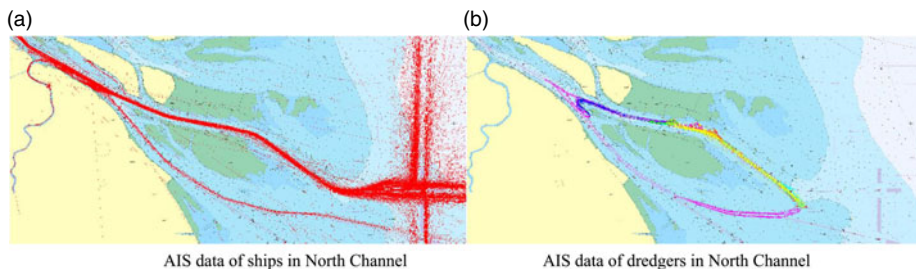 (a)
(b)
AIS data of ships in North Channel
AIS data of dredgers in North Channel